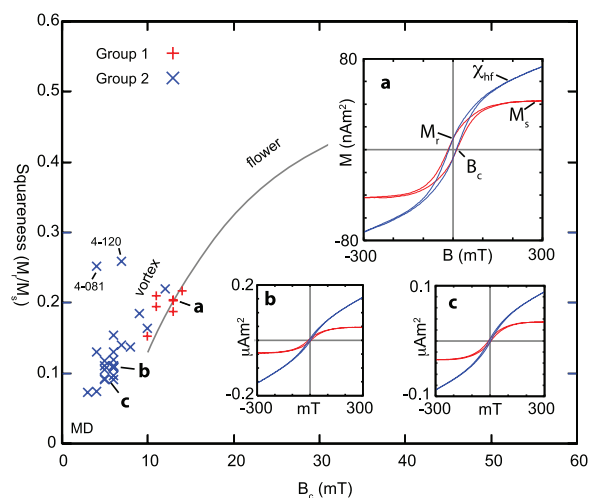 0.6
0.5
0.4
0.3
0.2
0.1
0
Squareness (Mr/Ms)
0 10 20 30 40 50 60
Bc (mT)
Group 1
Group 2
4-120
4-081
vortex
flower
a
b
c
MD
a
80
-80
M (nAm2)
-300 300
B (mT)
χhf
Ms
Mr
Bc
b
0.2
-0.2
μAm2
-300 300
mT
c
0.1
-0.1
μAm2
-300 300
mT